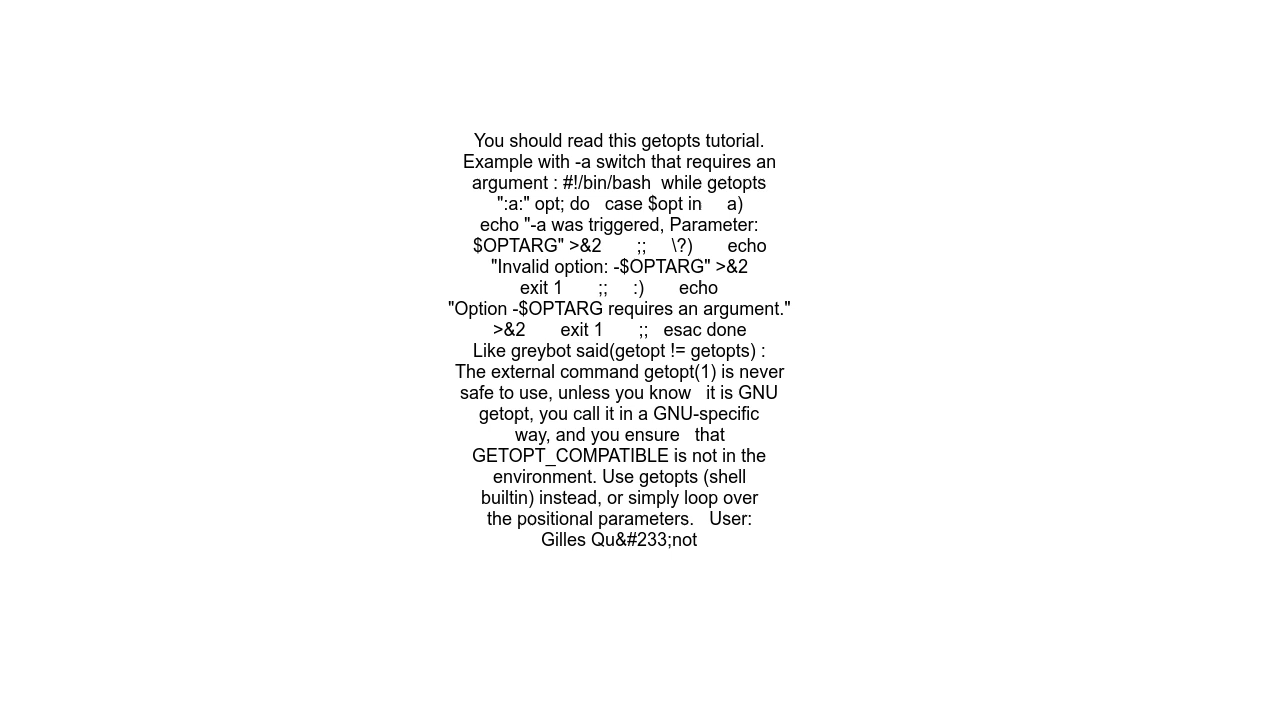 You should read this getopts tutorial.
Example with -a switch that requires an
argument : #!/bin/bash  while getopts
":a:" opt; do   case $opt in     a)
echo "-a was triggered, Parameter:
$OPTARG" >&2       ;;     \?)       echo
"Invalid option: -$OPTARG" >&2
exit 1       ;;     :)       echo
"Option -$OPTARG requires an argument."
>&2       exit 1       ;;   esac done
Like greybot said(getopt != getopts) :
The external command getopt(1) is never
safe to use, unless you know   it is GNU
getopt, you call it in a GNU-specific
way, and you ensure   that
GETOPT_COMPATIBLE is not in the
environment. Use getopts (shell
builtin) instead, or simply loop over
the positional parameters.   User:
Gilles Qu&#233;not